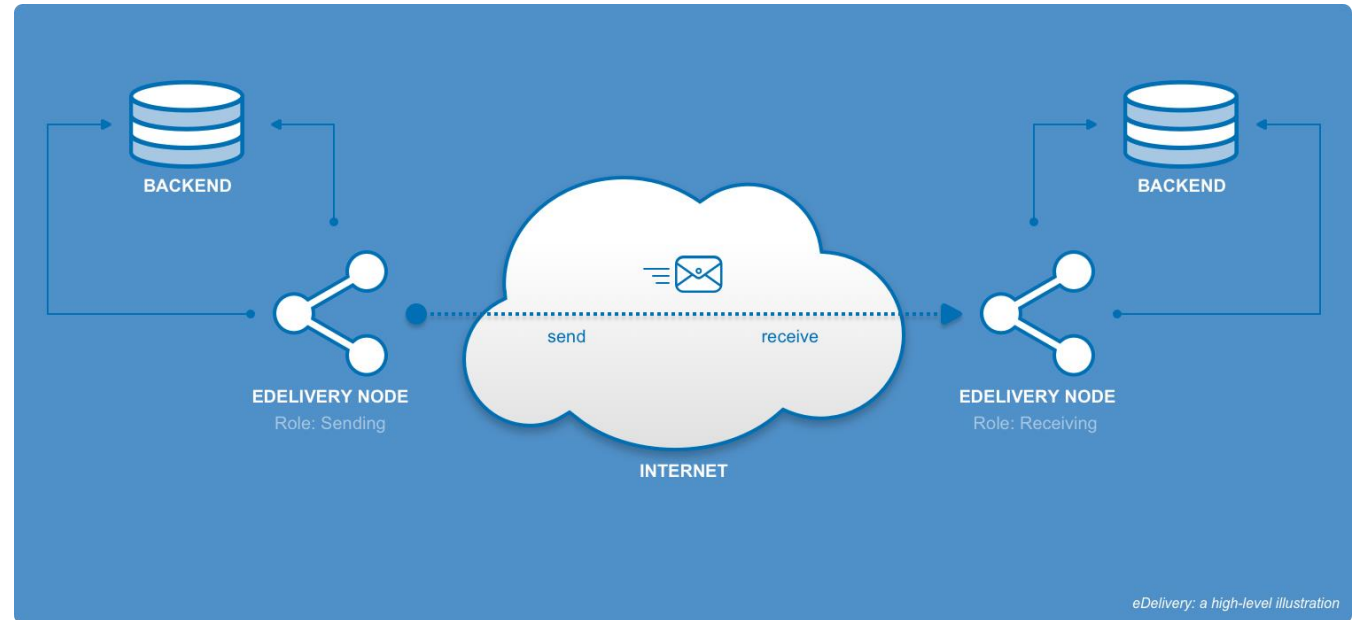 BACKEND
BACKEND
send
receive
EDELIVERY NODE
Role: Sending
EDELIVERY NODE
Role: Receiving
INTERNET
eDelivery: a high-level illustration